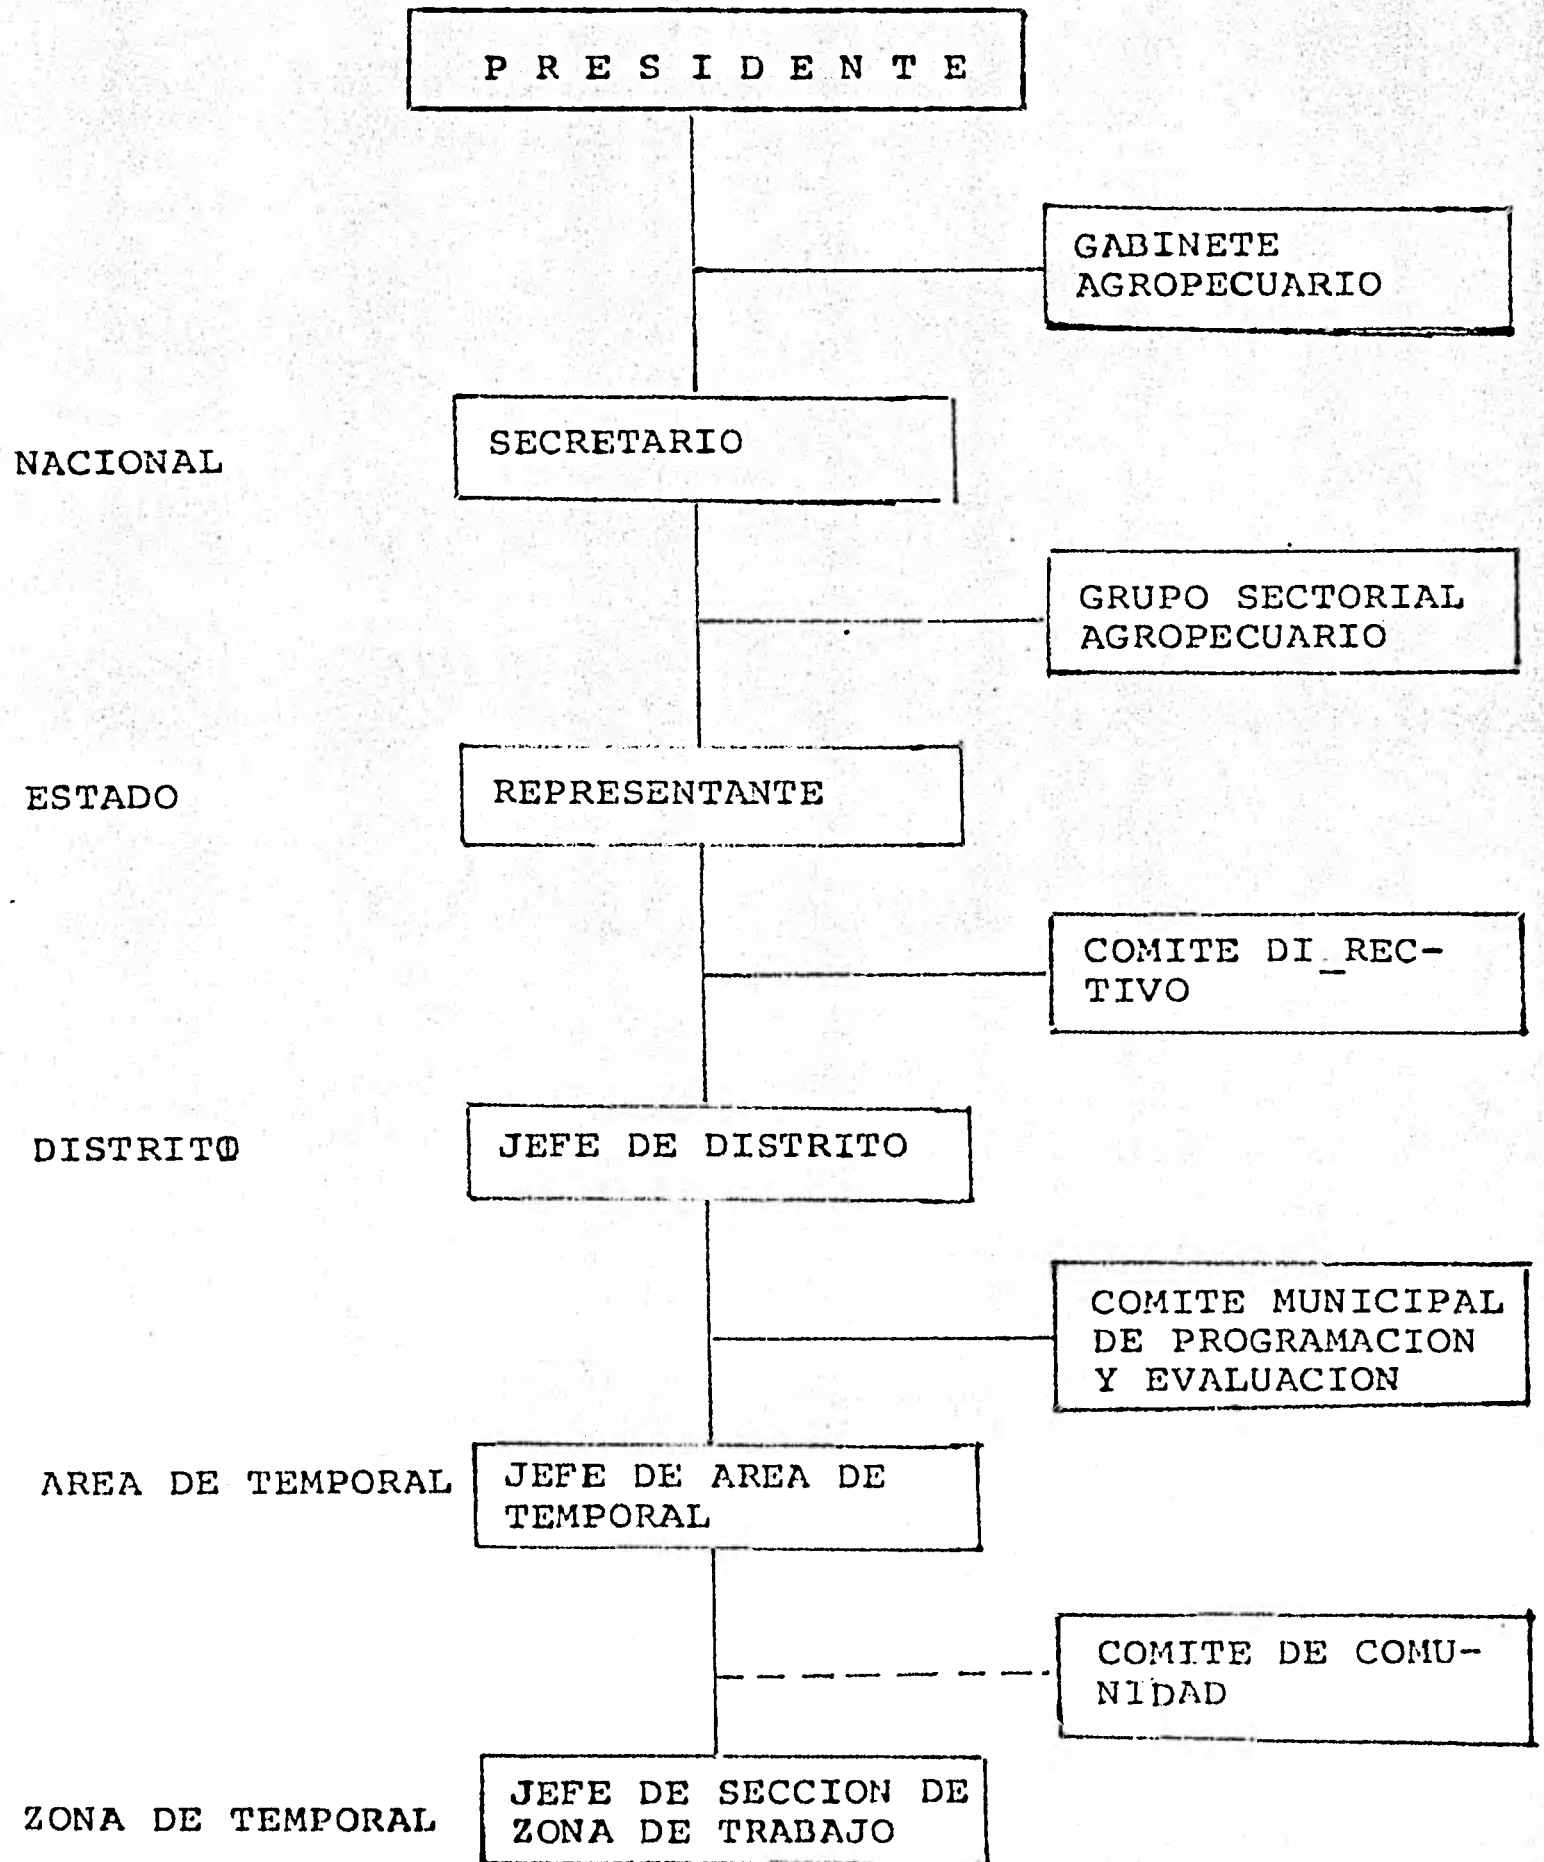 P R E S I D E N T E
GABINETE
AGROPECUARIO
NACIONAL
SECRETARIO
GRUPO SECTORIAL
AGROPECUARIO
ESTADO
REPRESENTANTE
COMITE DI_REC-
TIVO
DISTRITO
JEFE DE DISTRITO
COMITE MUNICIPAL
DE PROGRAMACION
Y EVALUACION
AREA DE TEMPORAL
JEFE DE AREA DE
TEMPORAL
COMITE DE COMU-
NIDAD
ZONA DE TEMPORAL
JEFE DE SECCION DE
ZONA DE TRABAJO